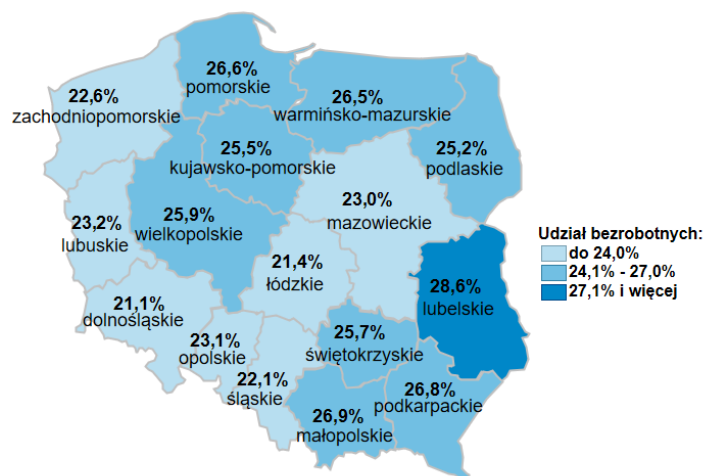 26,6%
pomorskie
22,6%
zachodniopomorskie
26,5%
warmińsko-mazurskie
25,5%
kujawsko-pomorskie
25,2%
podlaskie
23,2%
lubuskie
25,9%
wielkopolskie
23,0%
mazowieckie
21,4%
łódzkie
28,6%
lubelskie
21,1%
dolnośląskie
23,1%
opolskie
22,1%
śląskie
25,7%
świętokrzyskie
26,9%
małopolskie
26,8%
podkarpackie
Udział bezrobotnych:
do 24,0%
24,1% - 27,0%
27,1% i więcej